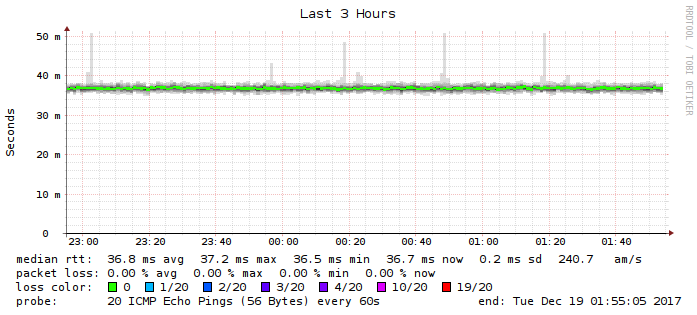 Last 3 Hours
RRDTOOL / TOBI OETIKER
Seconds
50 m
40 m
30 m
20 m
10 m
0
23:00 23:20 23:40 00:00 00:20 00:40 01:00 01:20 01:40
median rtt: 36.8 ms avg 37.2 ms max 36.5 ms min 36.7 ms now 0.2 ms sd 240.7 am/s
packet loss: 0.00 % avg 0.00 % max 0.00 % min 0.00 % now
loss color: 0 1/20 2/20 3/20 4/20 10/20 19/20
probe: 20 ICMP Echo Pings (56 Bytes) every 60s end: Tue Dec 19 01:55:05 2017